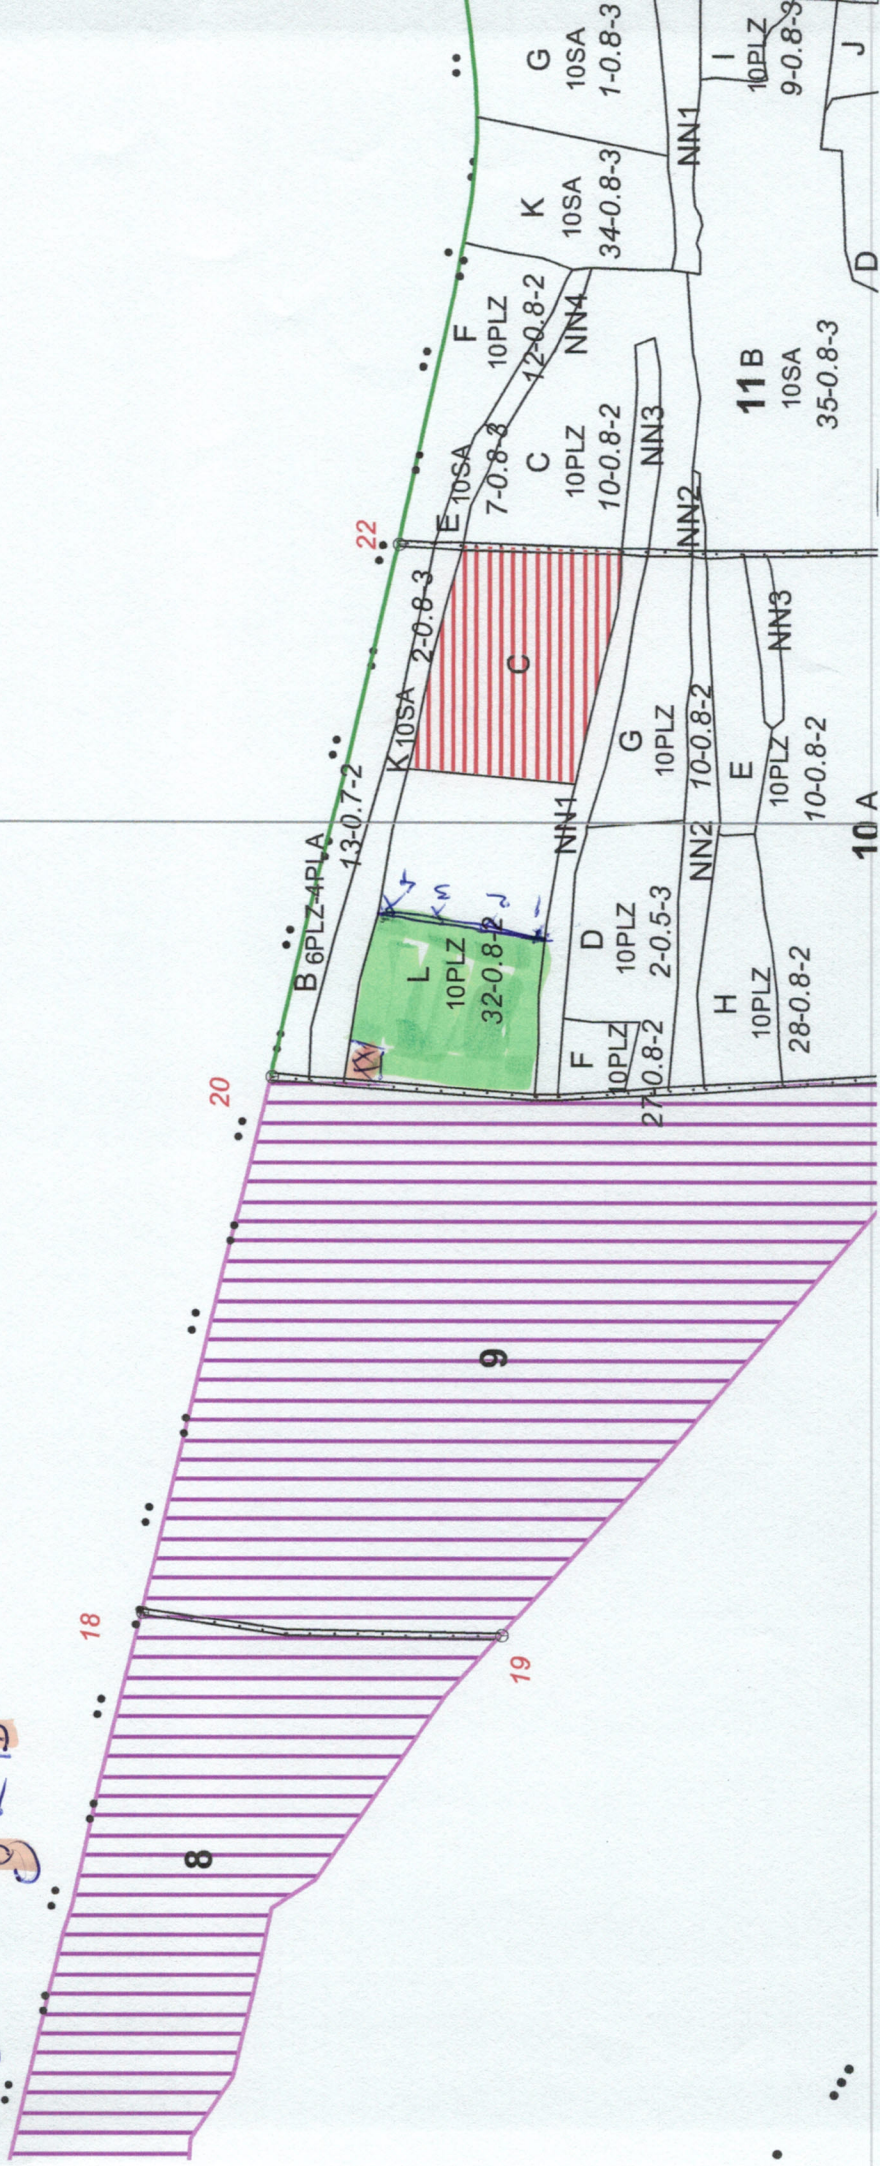 G
10SA
1-0.8-3
I
10PLZ
9-0.8-3
J
NN1
K
10SA
34-0.8-3
D
F
10PLZ
12-0.8-2
NN4
11 B
10SA
35-0.8-3
E 10SA
7-0.8-3
C
10PLZ
10-0.8-2
NN3
NN2
22
K 10SA 2-0.8-3
C
G
10PLZ
10-0.8-2
NN3
E
10PLZ
10-0.8-2
NN1
NN2
10 A
B 6PLZ-4PLA 13-0.7-2
L
10PLZ
32-0.8-2
D
10PLZ
2-0.5-3
H
10PLZ
28-0.8-2
F
10PLZ
27-0.8-2
XX
20
9
18
19
8